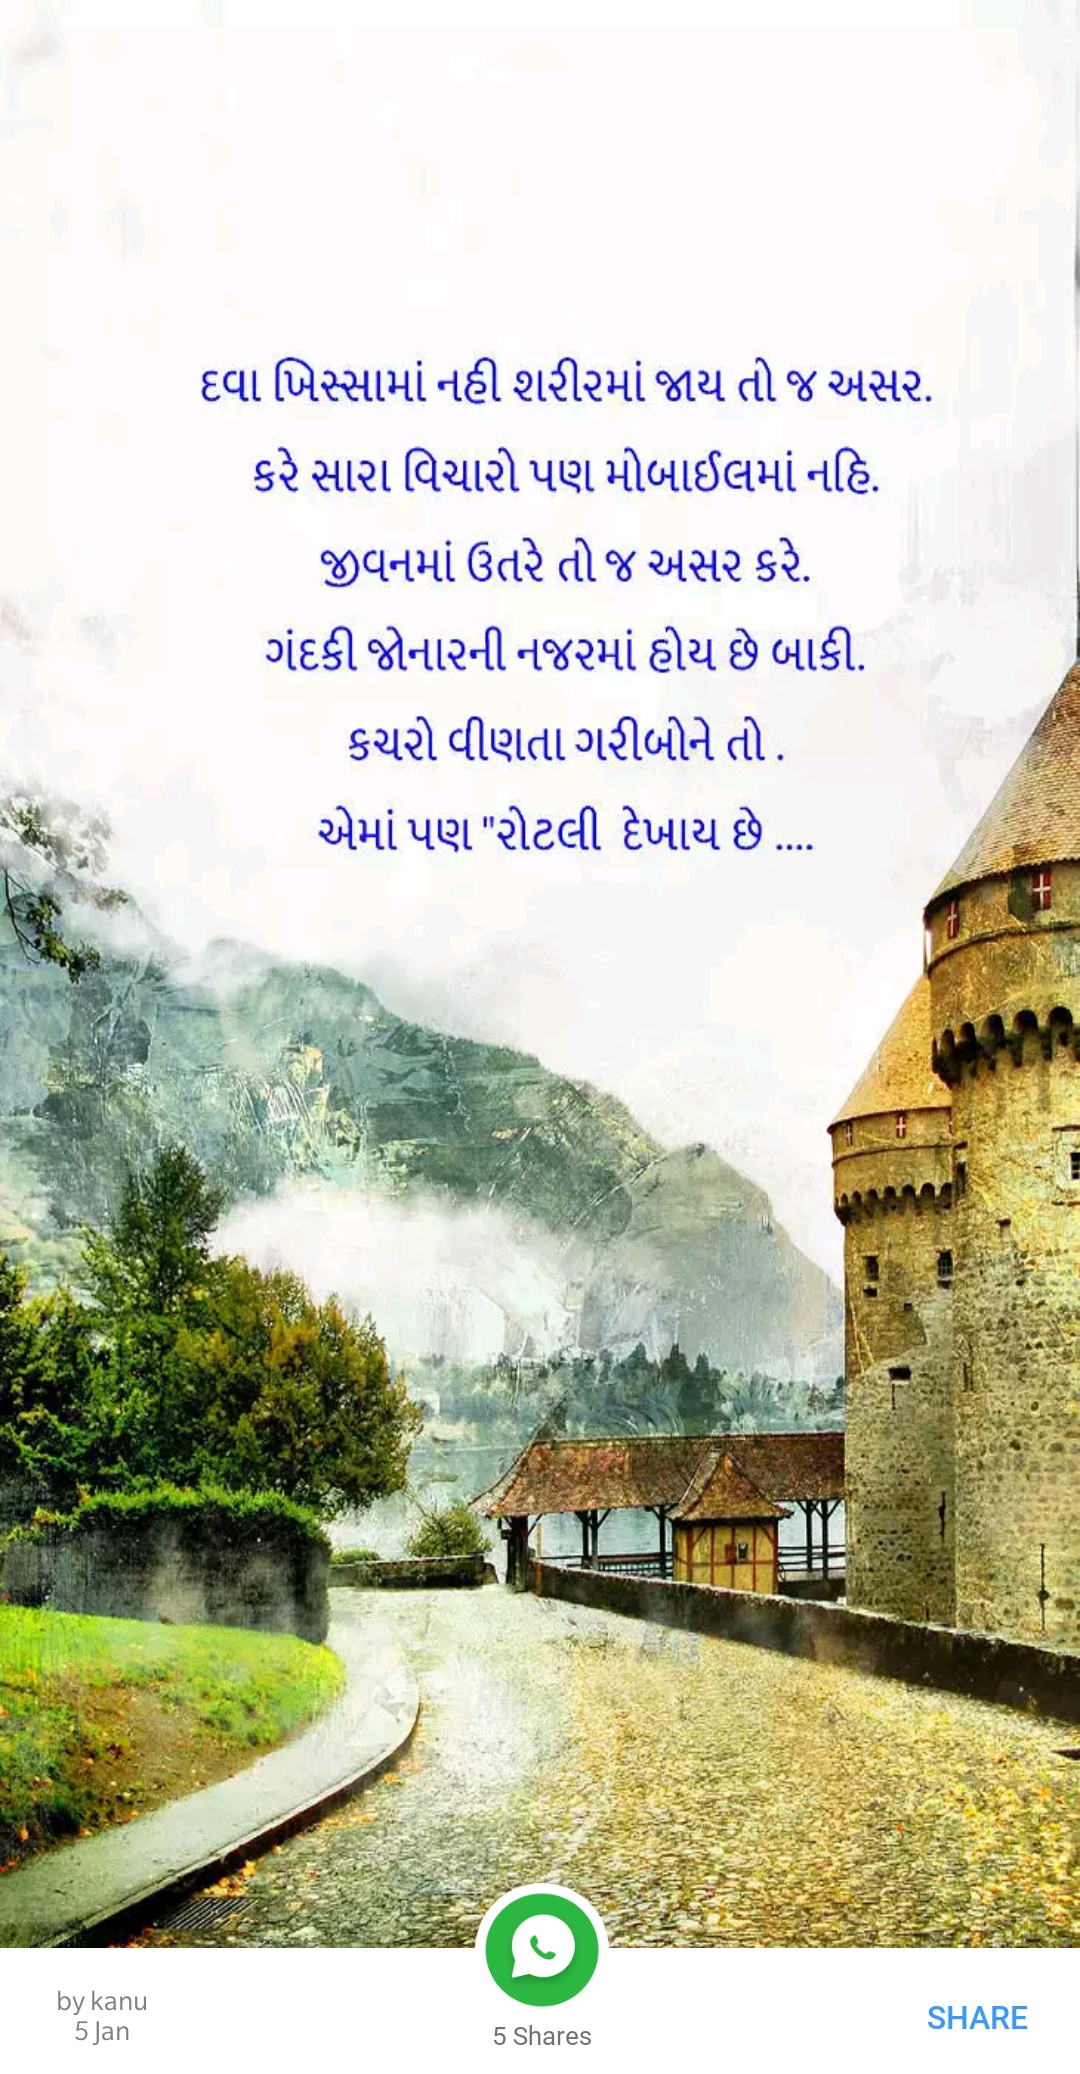 દવા ખિસ્સામાં નહી શરીરમાં જાય તો જ અસર.
કરે સારા વિચારો પણ મોબાઈલમાં નહિ.
જીવનમાં ઉતરે તો જ અસર કરે.
ગંદકી જોનારની નજરમાં હોય છે બાકી.
કચરો વીણતા ગરીબોને તો .
એમાં પણ "રોટલી  દેખાય છે ....
by kanu
5 Jan
5 Shares
SHARE